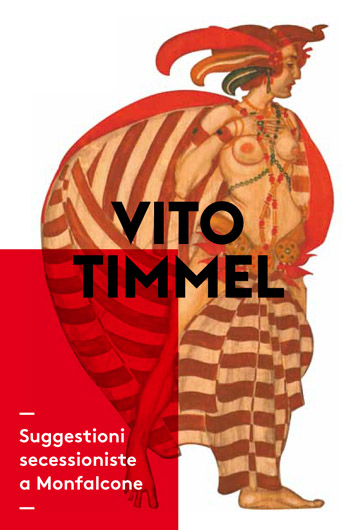 VITO
TIMMEL
—
Suggestioni
secessioniste
a Monfalcone
—